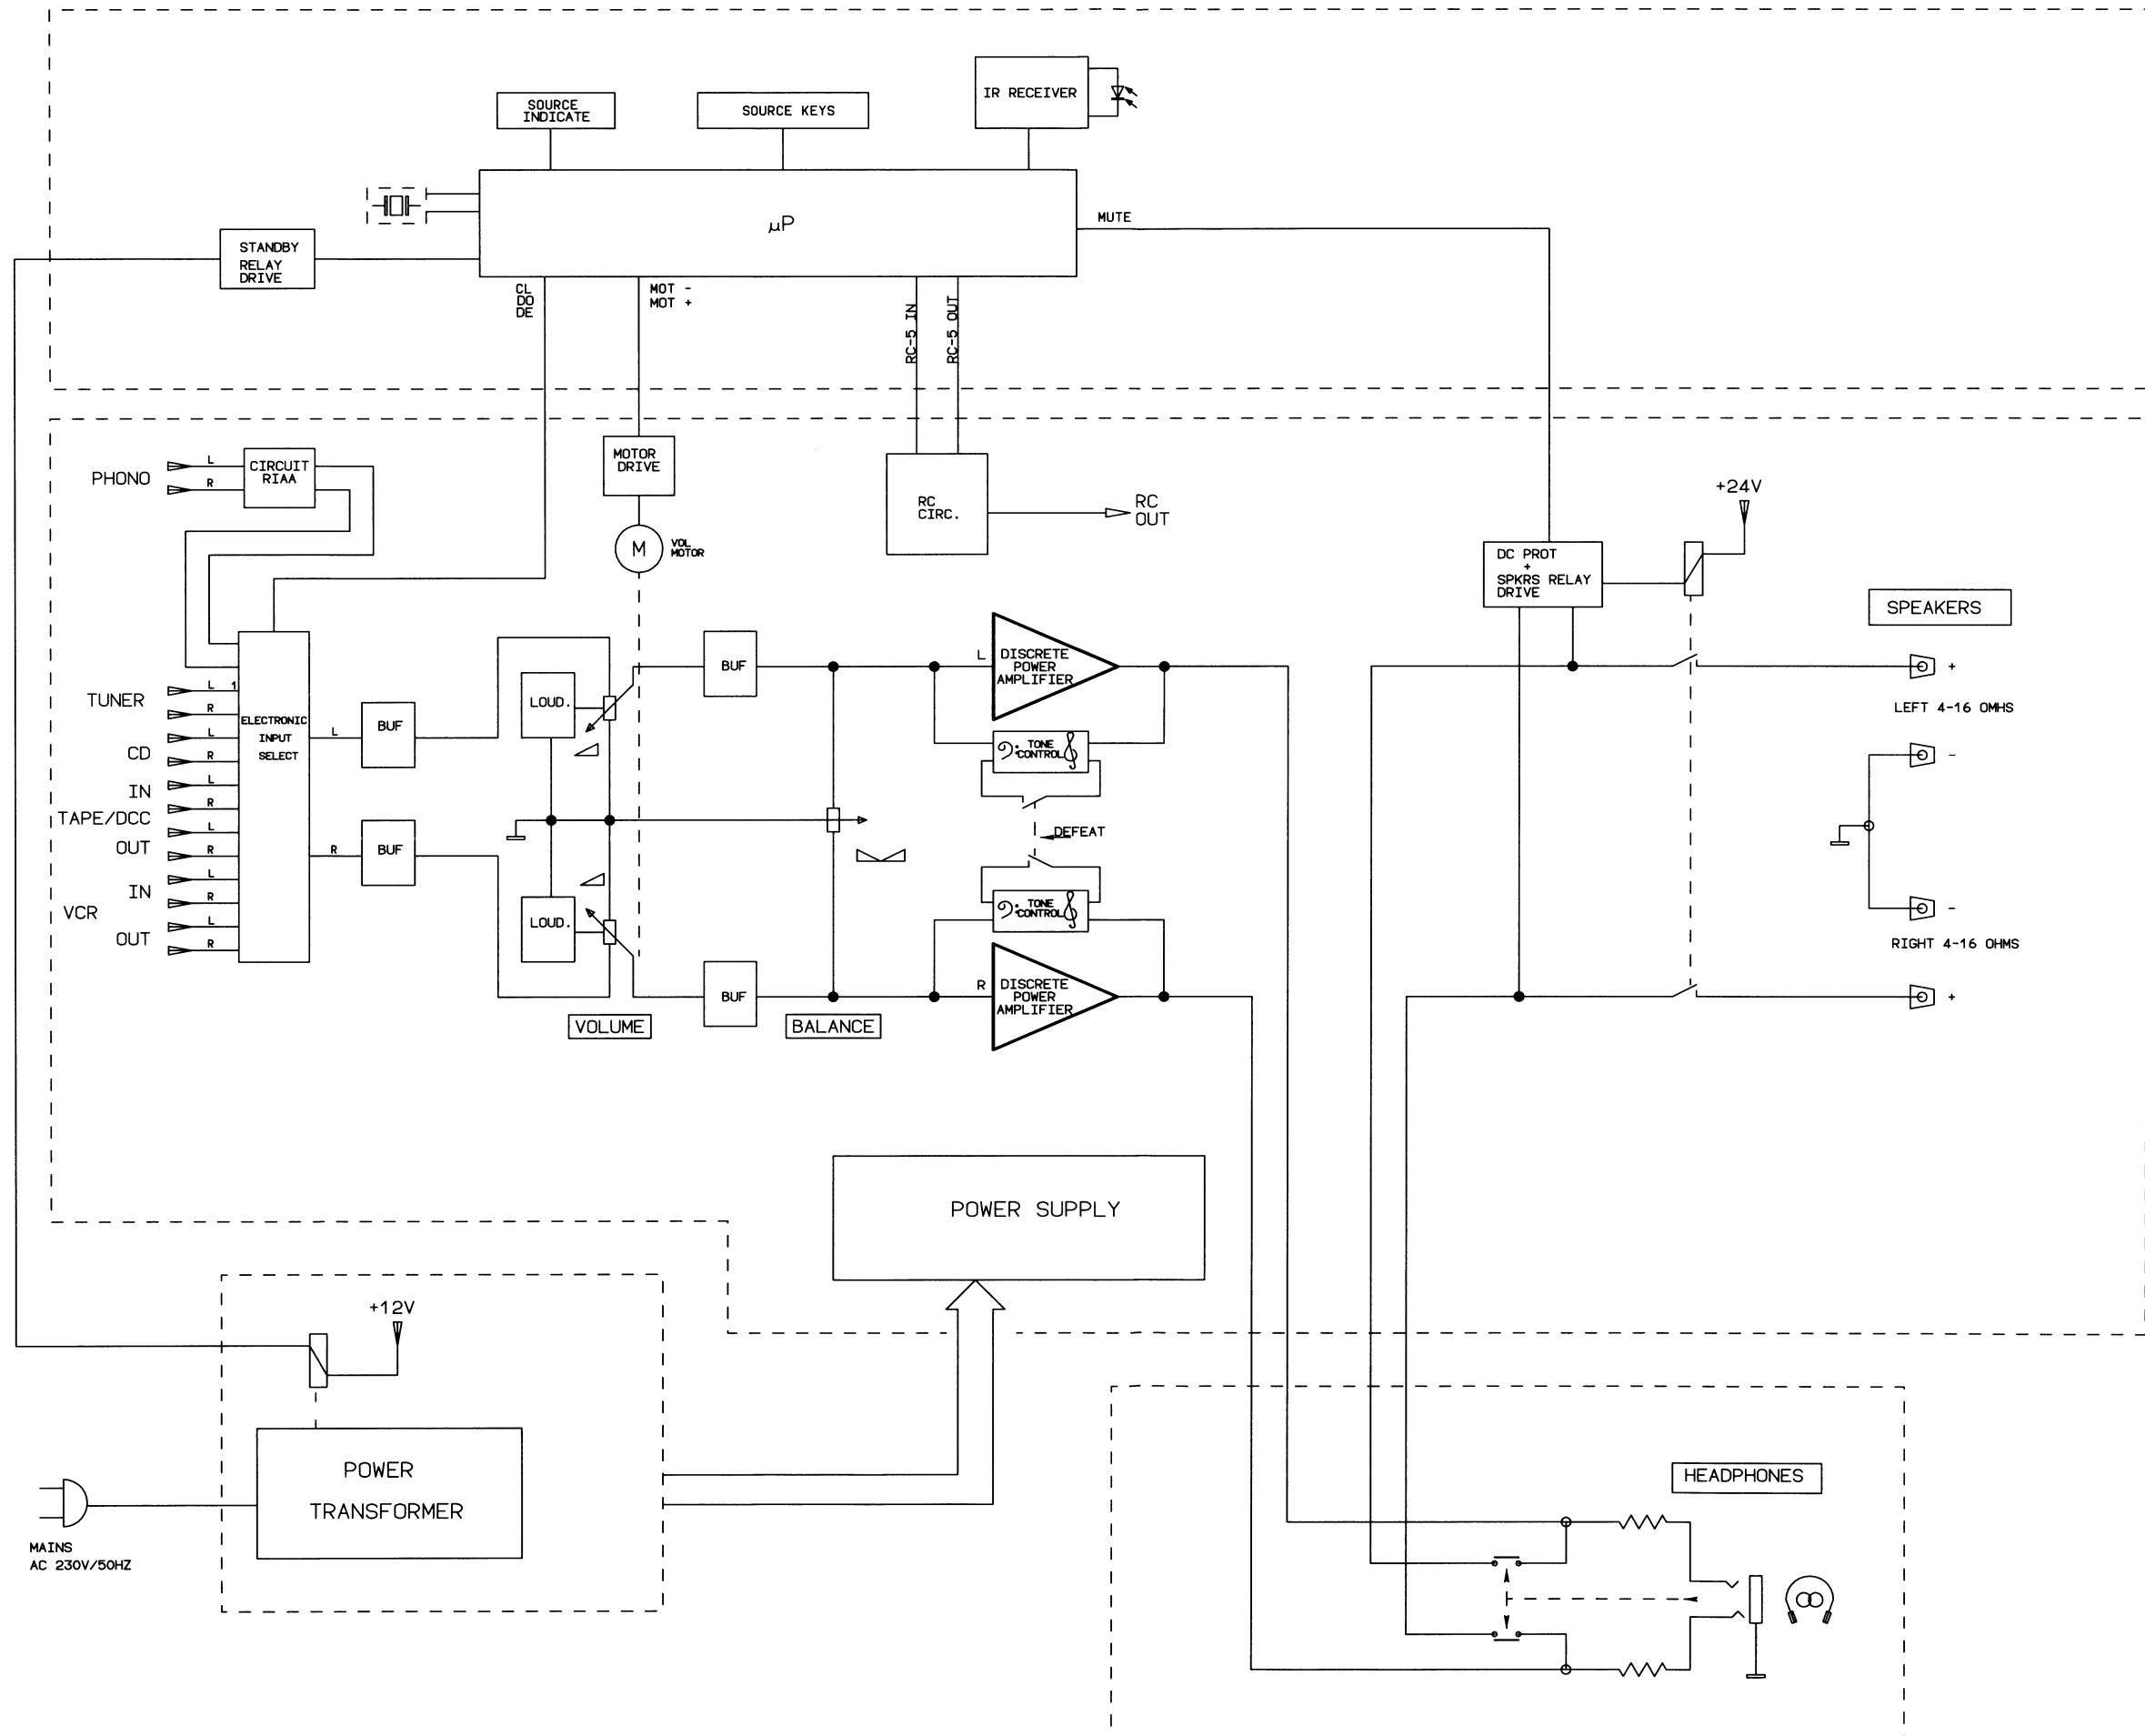 SOURCE
INDICATE
SOURCE KEYS
IR RECEIVER
µP
MUTE
STANDBY
RELAY
DRIVE
CL
DO
DE
MOT -
MOT +
RC-5 IN
RC-5 OUT
PHONO
L
R
CIRCUIT
RIAA
MOTOR
DRIVE
M
VOL
MOTOR
RC
CIRC.
RC
OUT
+24V
DC PROT
+
SPKRS RELAY
DRIVE
SPEAKERS
+
LEFT 4-16 OMHS
-
-
RIGHT 4-16 OHMS
+
TUNER
L
1
R
CD
L
R
IN
L
R
TAPE/DCC
OUT
L
R
IN
L
R
VCR
OUT
L
R
ELECTRONIC
INPUT
SELECT
L
BUF
R
BUF
LOUD.
LOUD.
BUF
BUF
VOLUME
BALANCE
L
DISCRETE
POWER
AMPLIFIER
TONE
CONTROL
DEFEAT
TONE
CONTROL
R
DISCRETE
POWER
AMPLIFIER
POWER SUPPLY
+12V
POWER
TRANSFORMER
MAINS
AC 230V/50HZ
HEADPHONES